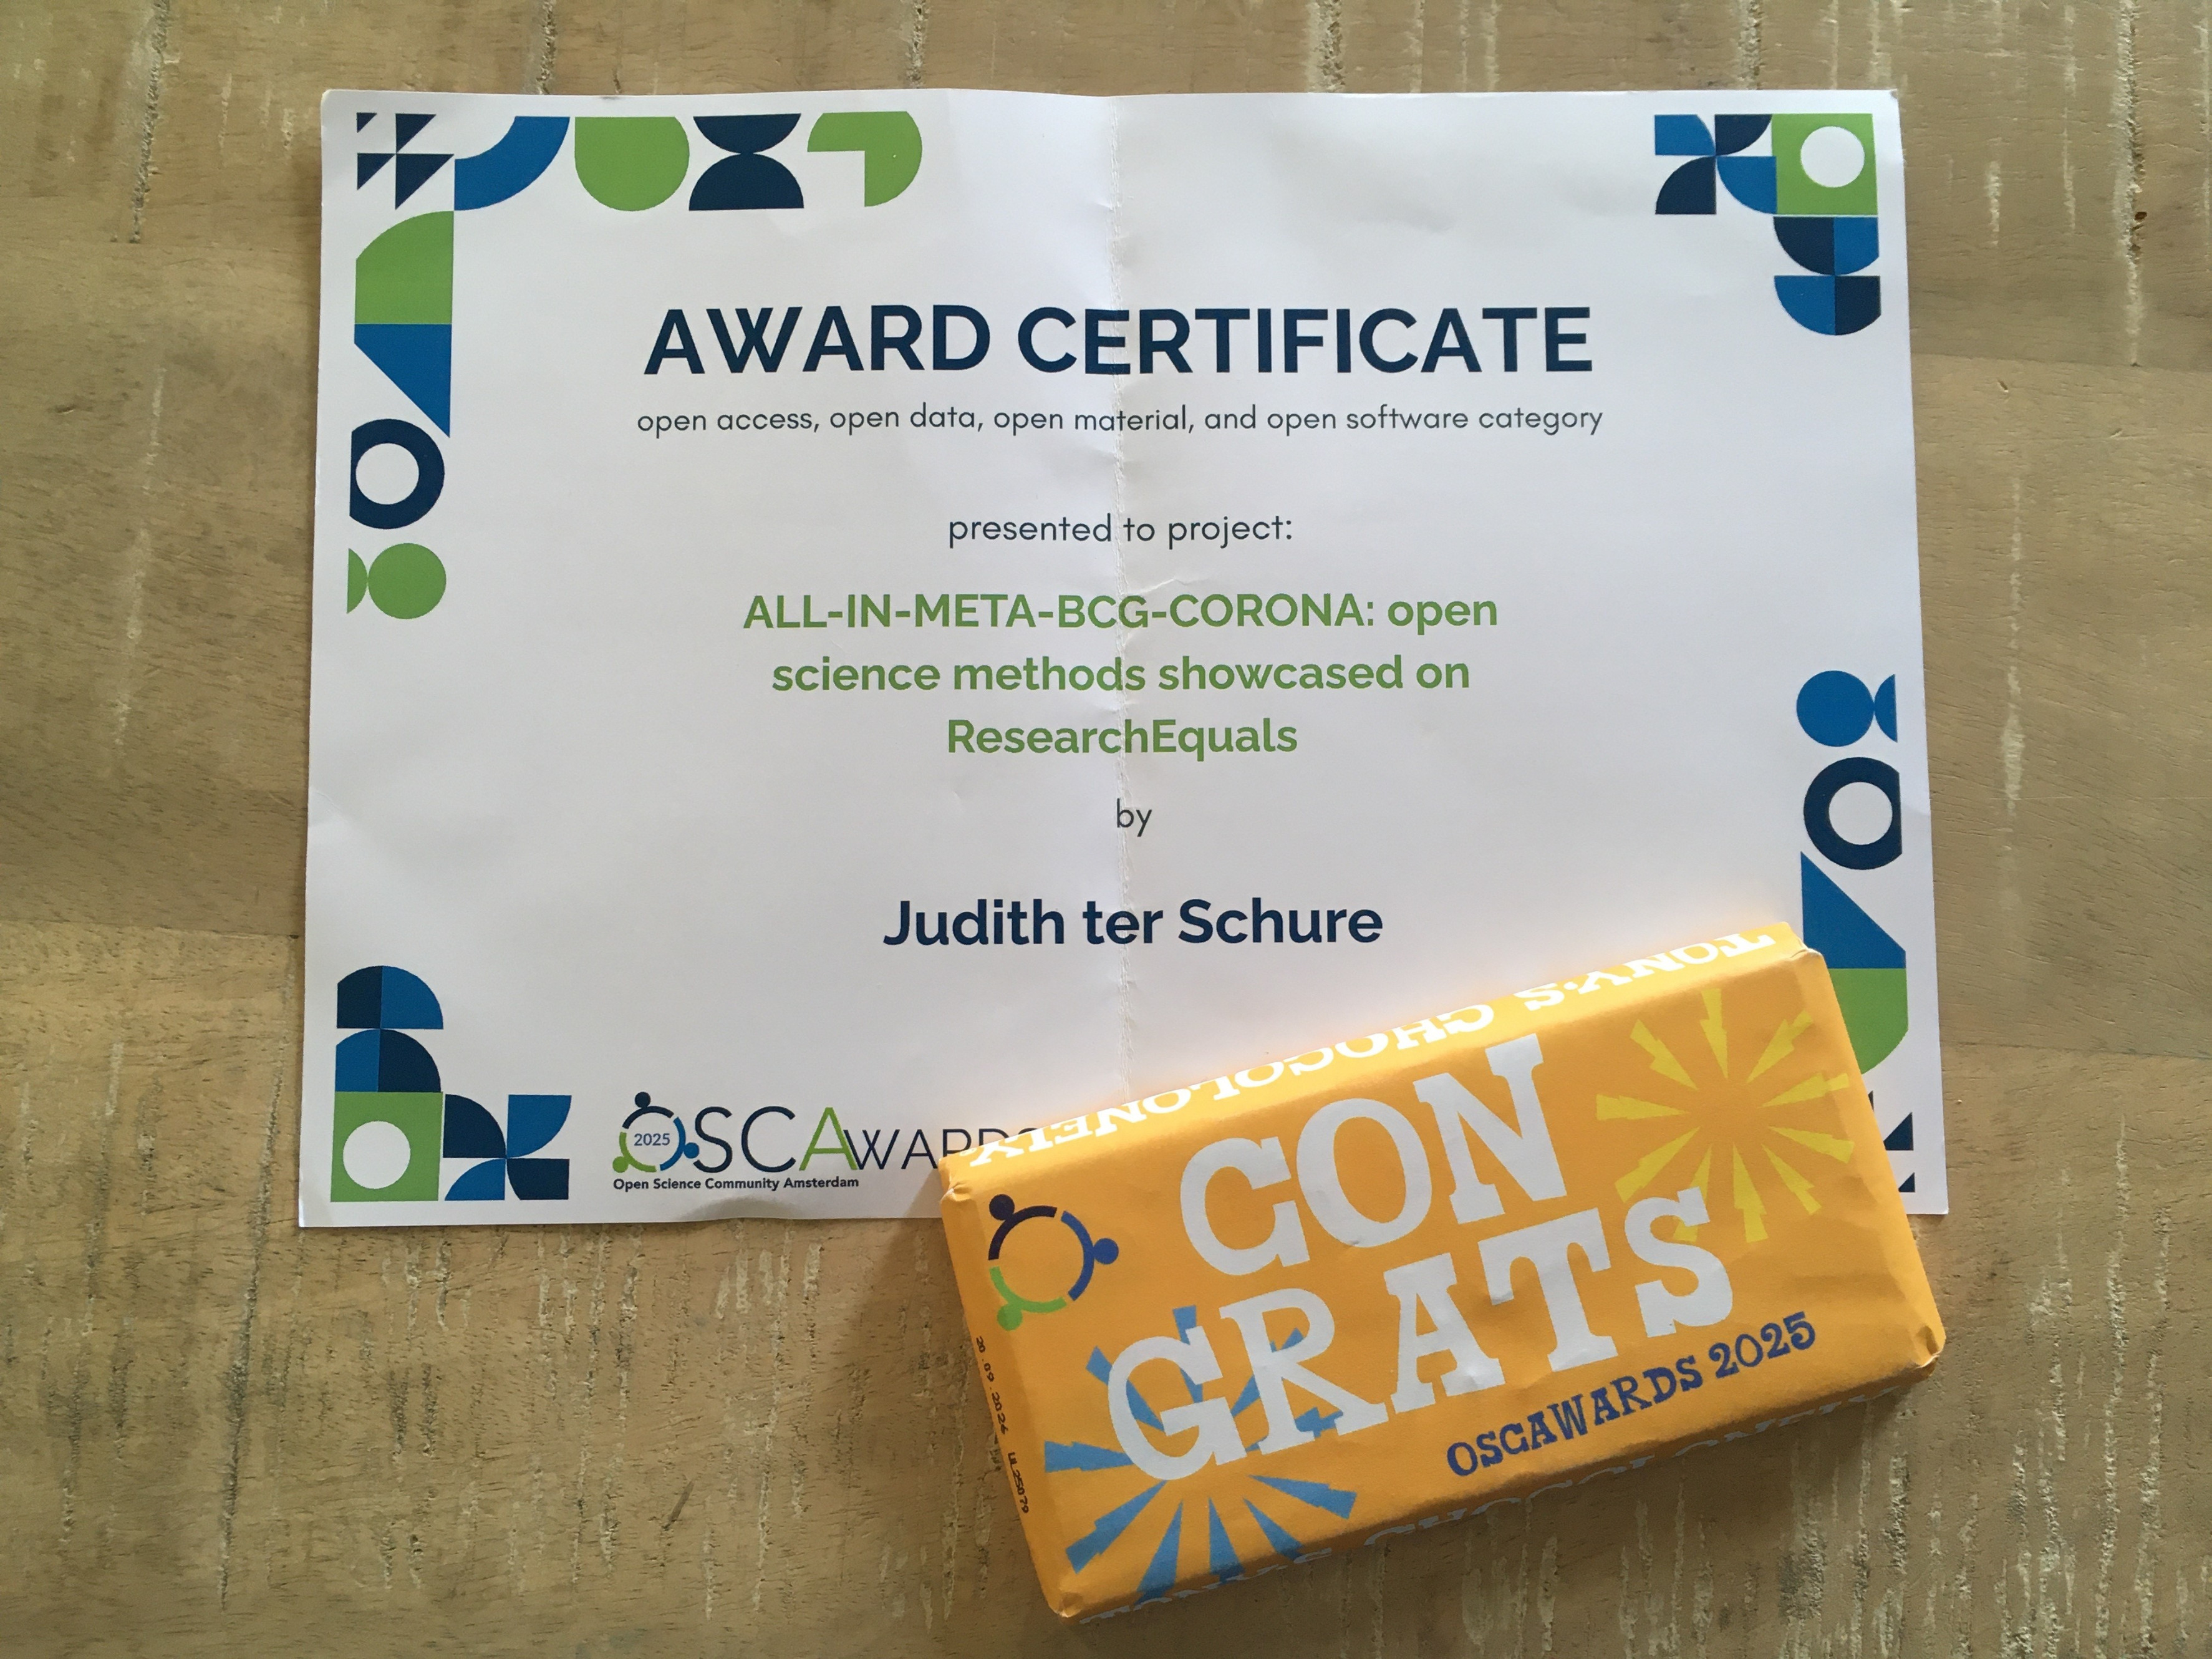 AWARD CERTIFICATE
open access, open data, open material, and open software category
presented to project:
ALL-IN-META-BCG-CORONA: open
science methods showcased on
ResearchEquals
by
Judith ter Schure
2025
OSCAWARDS
Open Science Community Amsterdam
TONY'S CHOCOLONELY
CON
GRATS
OSCAWARDS 2025